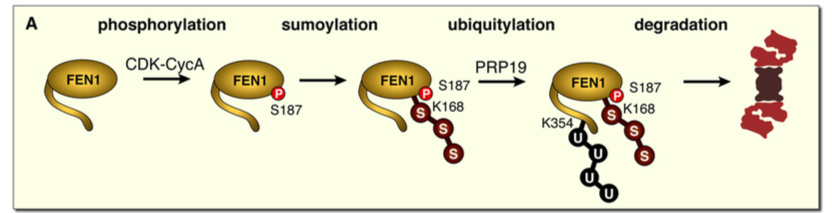 A
phosphorylation sumoylation ubiquitylation degradation
CDK-CycA PRP19
FEN1 FEN1 FEN1 FEN1
P S187
P S187
S K168
S
S
P S187
S K168
S
S
K354
U
U
U
U